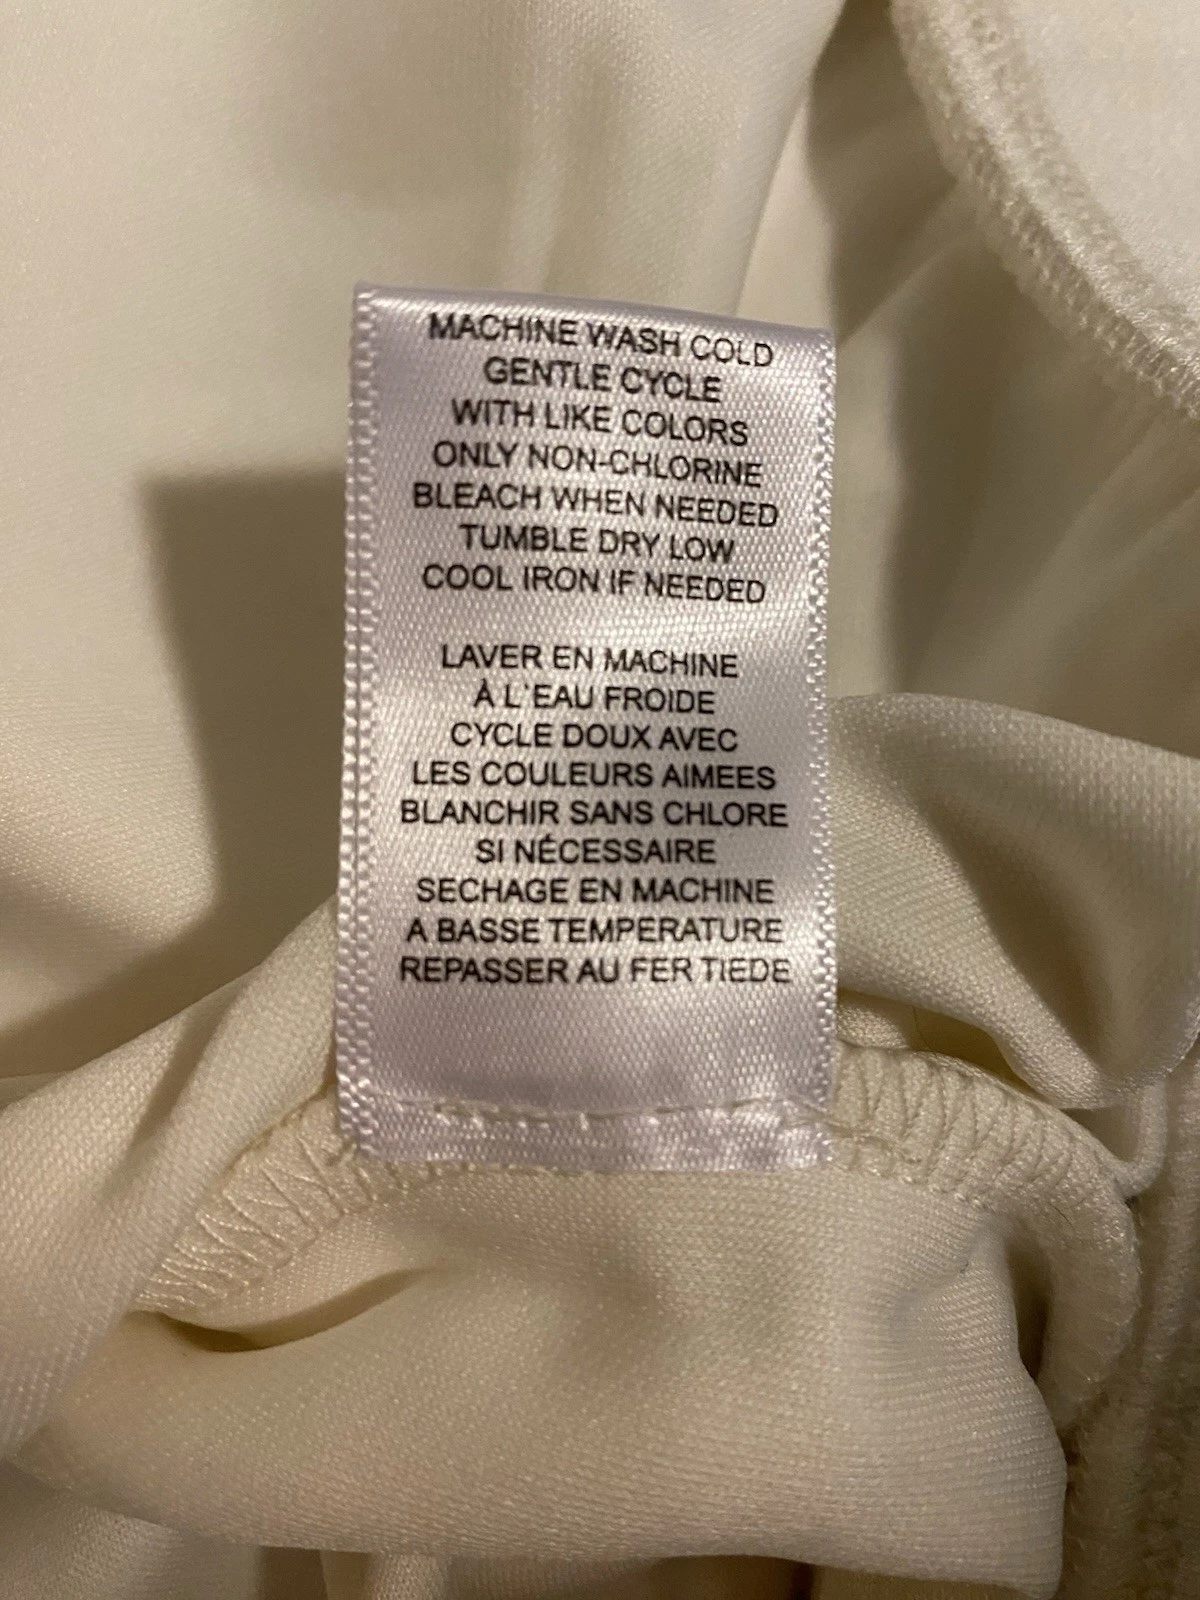 MACHINE WASH COLD
GENTLE CYCLE
WITH LIKE COLORS
ONLY NON-CHLORINE
BLEACH WHEN NEEDED
TUMBLE DRY LOW
COOL IRON IF NEEDED
LAVER EN MACHINE
À L'EAU FROIDE
CYCLE DOUX AVEC
LES COULEURS AIMEES
BLANCHIR SANS CHLORE
SI NÉCESSAIRE
SECHAGE EN MACHINE
A BASSE TEMPERATURE
REPASSER AU FER TIEDE